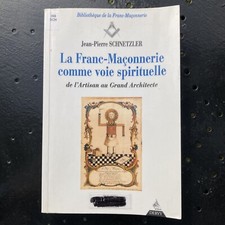 Bibliothèque de la Franc-Maçonnerie
Jean-Pierre SCHNETZLER
La Franc-Maçonnerie
comme voie spirituelle
de l'Artisan au Grand Architecte
DERVY